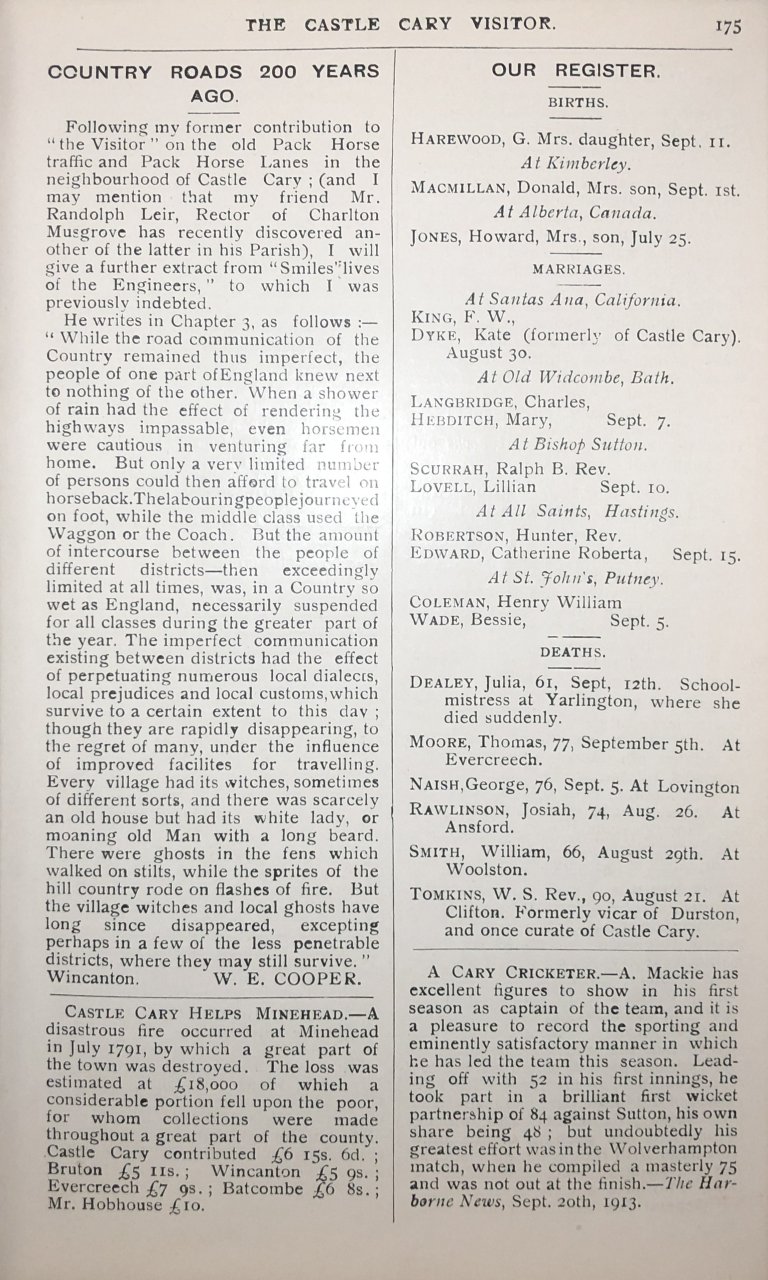 THE CASTLE CARY VISITOR. 175
COUNTRY ROADS 200 YEARS
AGO.
Following my former contribution to
"the Visitor" on the old Pack Horse
traffic and Pack Horse Lanes in the
neighbourhood of Castle Cary ; (and I
may mention that my friend Mr.
Randolph Leir, Rector of Charlton
Musgrove has recently discovered an-
other of the latter in his Parish), I will
give a further extract from "Smiles' "lives
of the Engineers," to which I was
previously indebted.
He writes in Chapter 3, as follows :—
" While the road communication of the
Country remained thus imperfect, the
people of one part ofEngland knew next
to nothing of the other. When a shower
of rain had the effect of rendering the
highways impassable, even horsemen
were cautious in venturing far from
home. But only a very limited number
of persons could then afford to travel on
horseback.Thelabouringpeoplejourneyed
on foot, while the middle class used the
Waggon or the Coach. But the amount
of intercourse between the people of
different districts—then exceedingly
limited at all times, was, in a Country so
wet as England, necessarily suspended
for all classes during the greater part of
the year. The imperfect communication
existing between districts had the effect
of perpetuating numerous local dialects,
local prejudices and local customs,which
survive to a certain extent to this day ;
though they are rapidly disappearing, to
the regret of many, under the influence
of improved facilites for travelling.
Every village had its witches, sometimes
of different sorts, and there was scarcely
an old house but had its white lady, or
moaning old Man with a long beard.
There were ghosts in the fens which
walked on stilts, while the sprites of the
hill country rode on flashes of fire. But
the village witches and local ghosts have
long since disappeared, excepting
perhaps in a few of the less penetrable
districts, where they may still survive. "
Wincanton. W. E. COOPER.
CASTLE CARY HELPS MINEHEAD.—A
disastrous fire occurred at Minehead
in July 1791, by which a great part of
the town was destroyed. The loss was
estimated at £18,000 of which a
considerable portion fell upon the poor,
for whom collections were made
throughout a great part of the county.
Castle Cary contributed £6 15s. 6d. ;
Bruton £5 11s. ; Wincanton £5 9s. ;
Evercreech £7 9s. ; Batcombe £6 8s. ;
Mr. Hobhouse £10.
OUR REGISTER.
BIRTHS.
HAREWOOD, G. Mrs. daughter, Sept. 11.
At Kimberley.
MACMILLAN, Donald, Mrs. son, Sept. 1st.
At Alberta, Canada.
JONES, Howard, Mrs., son, July 25.
MARRIAGES.
At Santas Ana, California.
KING, F. W.,
DYKE, Kate (formerly of Castle Cary).
August 30.
At Old Widcombe, Bath.
LANGBRIDGE, Charles,
HEBDITCH, Mary, Sept. 7.
At Bishop Sutton.
SCURRAH, Ralph B. Rev.
LOVELL, Lillian Sept. 10.
At All Saints, Hastings.
ROBERTSON, Hunter, Rev.
EDWARD, Catherine Roberta, Sept. 15.
At St. John's, Putney.
COLEMAN, Henry William
WADE, Bessie, Sept. 5.
DEATHS.
DEALEY, Julia, 61, Sept, 12th. School-
mistress at Yarlington, where she
died suddenly.
MOORE, Thomas, 77, September 5th. At
Evercreech.
NAISH,George, 76, Sept. 5. At Lovington
RAWLINSON, Josiah, 74, Aug. 26. At
Ansford.
SMITH, William, 66, August 29th. At
Woolston.
TOMKINS, W. S. Rev., 90, August 21. At
Clifton. Formerly vicar of Durston,
and once curate of Castle Cary.
A CARY CRICKETER.—A. Mackie has
excellent figures to show in his first
season as captain of the team, and it is
a pleasure to record the sporting and
eminently satisfactory manner in which
he has led the team this season. Lead-
ing off with 52 in his first innings, he
took part in a brilliant first wicket
partnership of 84 against Sutton, his own
share being 48 ; but undoubtedly his
greatest effort was in the Wolverhampton
match, when he compiled a masterly 75
and was not out at the finish.—The Har-
borne News, Sept. 20th, 1913.